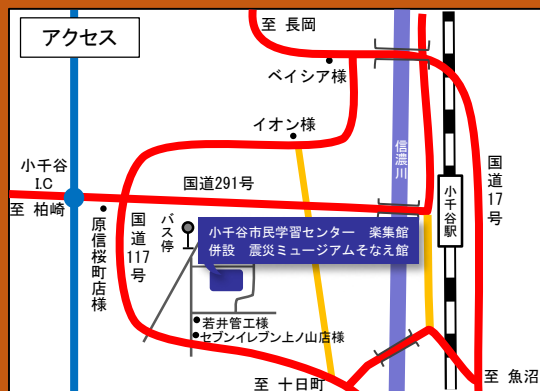 アクセス
至 長岡
ベイシア様
イオン様
信濃川
小千谷
I.C
国道291号
小千谷駅
国道17号
至 柏崎
原信桜町店様
国道117号
バス停
小千谷市民学習センター 楽集館
併設 震災ミュージアムそなえ館
若井管工様
セブンイレブン上ノ山店様
至 十日町
至 魚沼